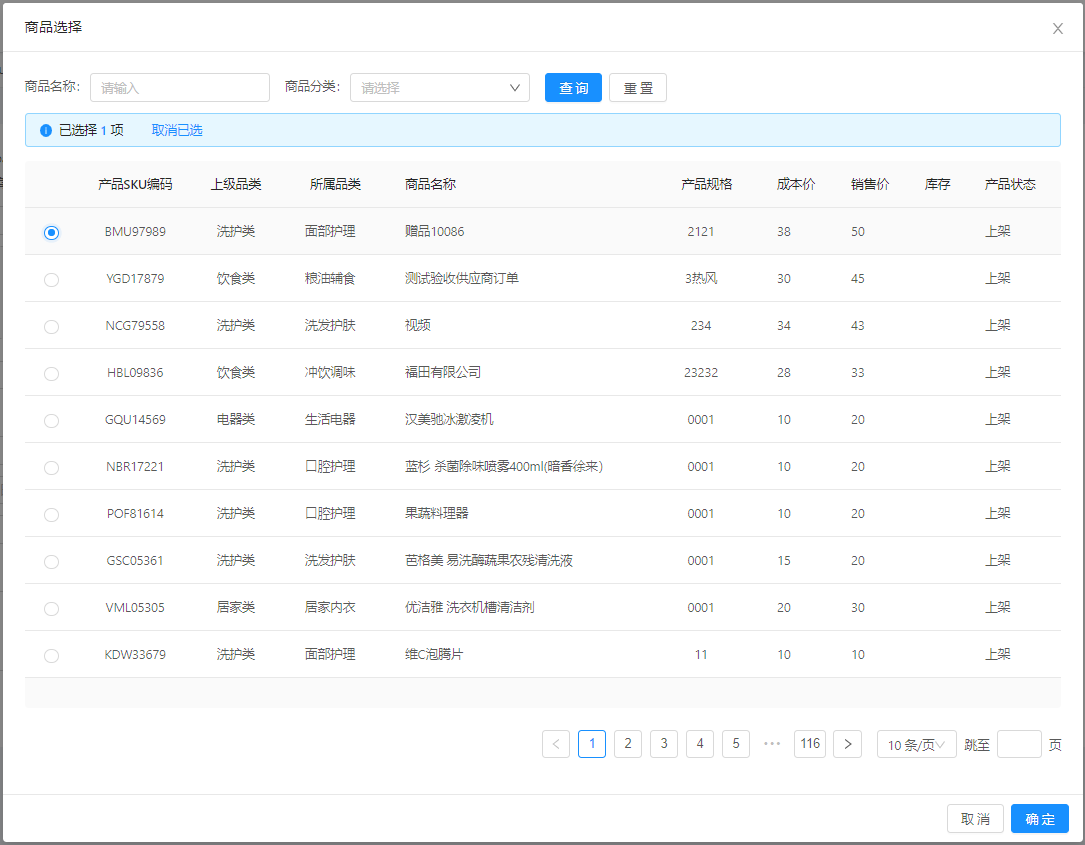 商品选择
商品名称: 请输入 商品分类: 请选择 查 询 重 置
已选择 1 项 取消已选
产品SKU编码 上级品类 所属品类 商品名称 产品规格 成本价 销售价 库存 产品状态
BMU97989 洗护类 面部护理 赠品10086 2121 38 50 上架
YGD17879 饮食类 粮油辅食 测试验收供应商订单 3热风 30 45 上架
NCG79558 洗护类 洗发护肤 视频 234 34 43 上架
HBL09836 饮食类 冲饮调味 福田有限公司 23232 28 33 上架
GQU14569 电器类 生活电器 汉美驰冰激凌机 0001 10 20 上架
NBR17221 洗护类 口腔护理 蓝杉 杀菌除味喷雾400ml(暗香徐来) 0001 10 20 上架
POF81614 洗护类 口腔护理 果蔬料理器 0001 10 20 上架
GSC05361 洗护类 洗发护肤 芭格美 易洗酶蔬果农残清洗液 0001 15 20 上架
VML05305 居家类 居家内衣 优洁雅 洗衣机槽清洁剂 0001 20 30 上架
KDW33679 洗护类 面部护理 维C泡腾片 11 10 10 上架
1 2 3 4 5 ••• 116 10 条/页 跳至 页
取 消 确 定